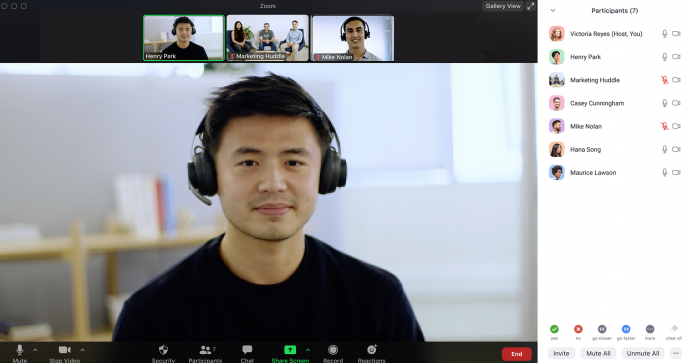 Zoom
Gallery View
Henry Park
Marketing Huddle
Mike Nolan
Mute
Stop Video
Security
Participants
7
Chat
Share Screen
Record
Reactions
End
Participants (7)
Victoria Reyes (Host, You)
Henry Park
Marketing Huddle
Casey Cunningham
Mike Nolan
Hana Song
Maurice Lawson
yes
no
go slower
go faster
more
clear all
Invite
Mute All
Unmute All